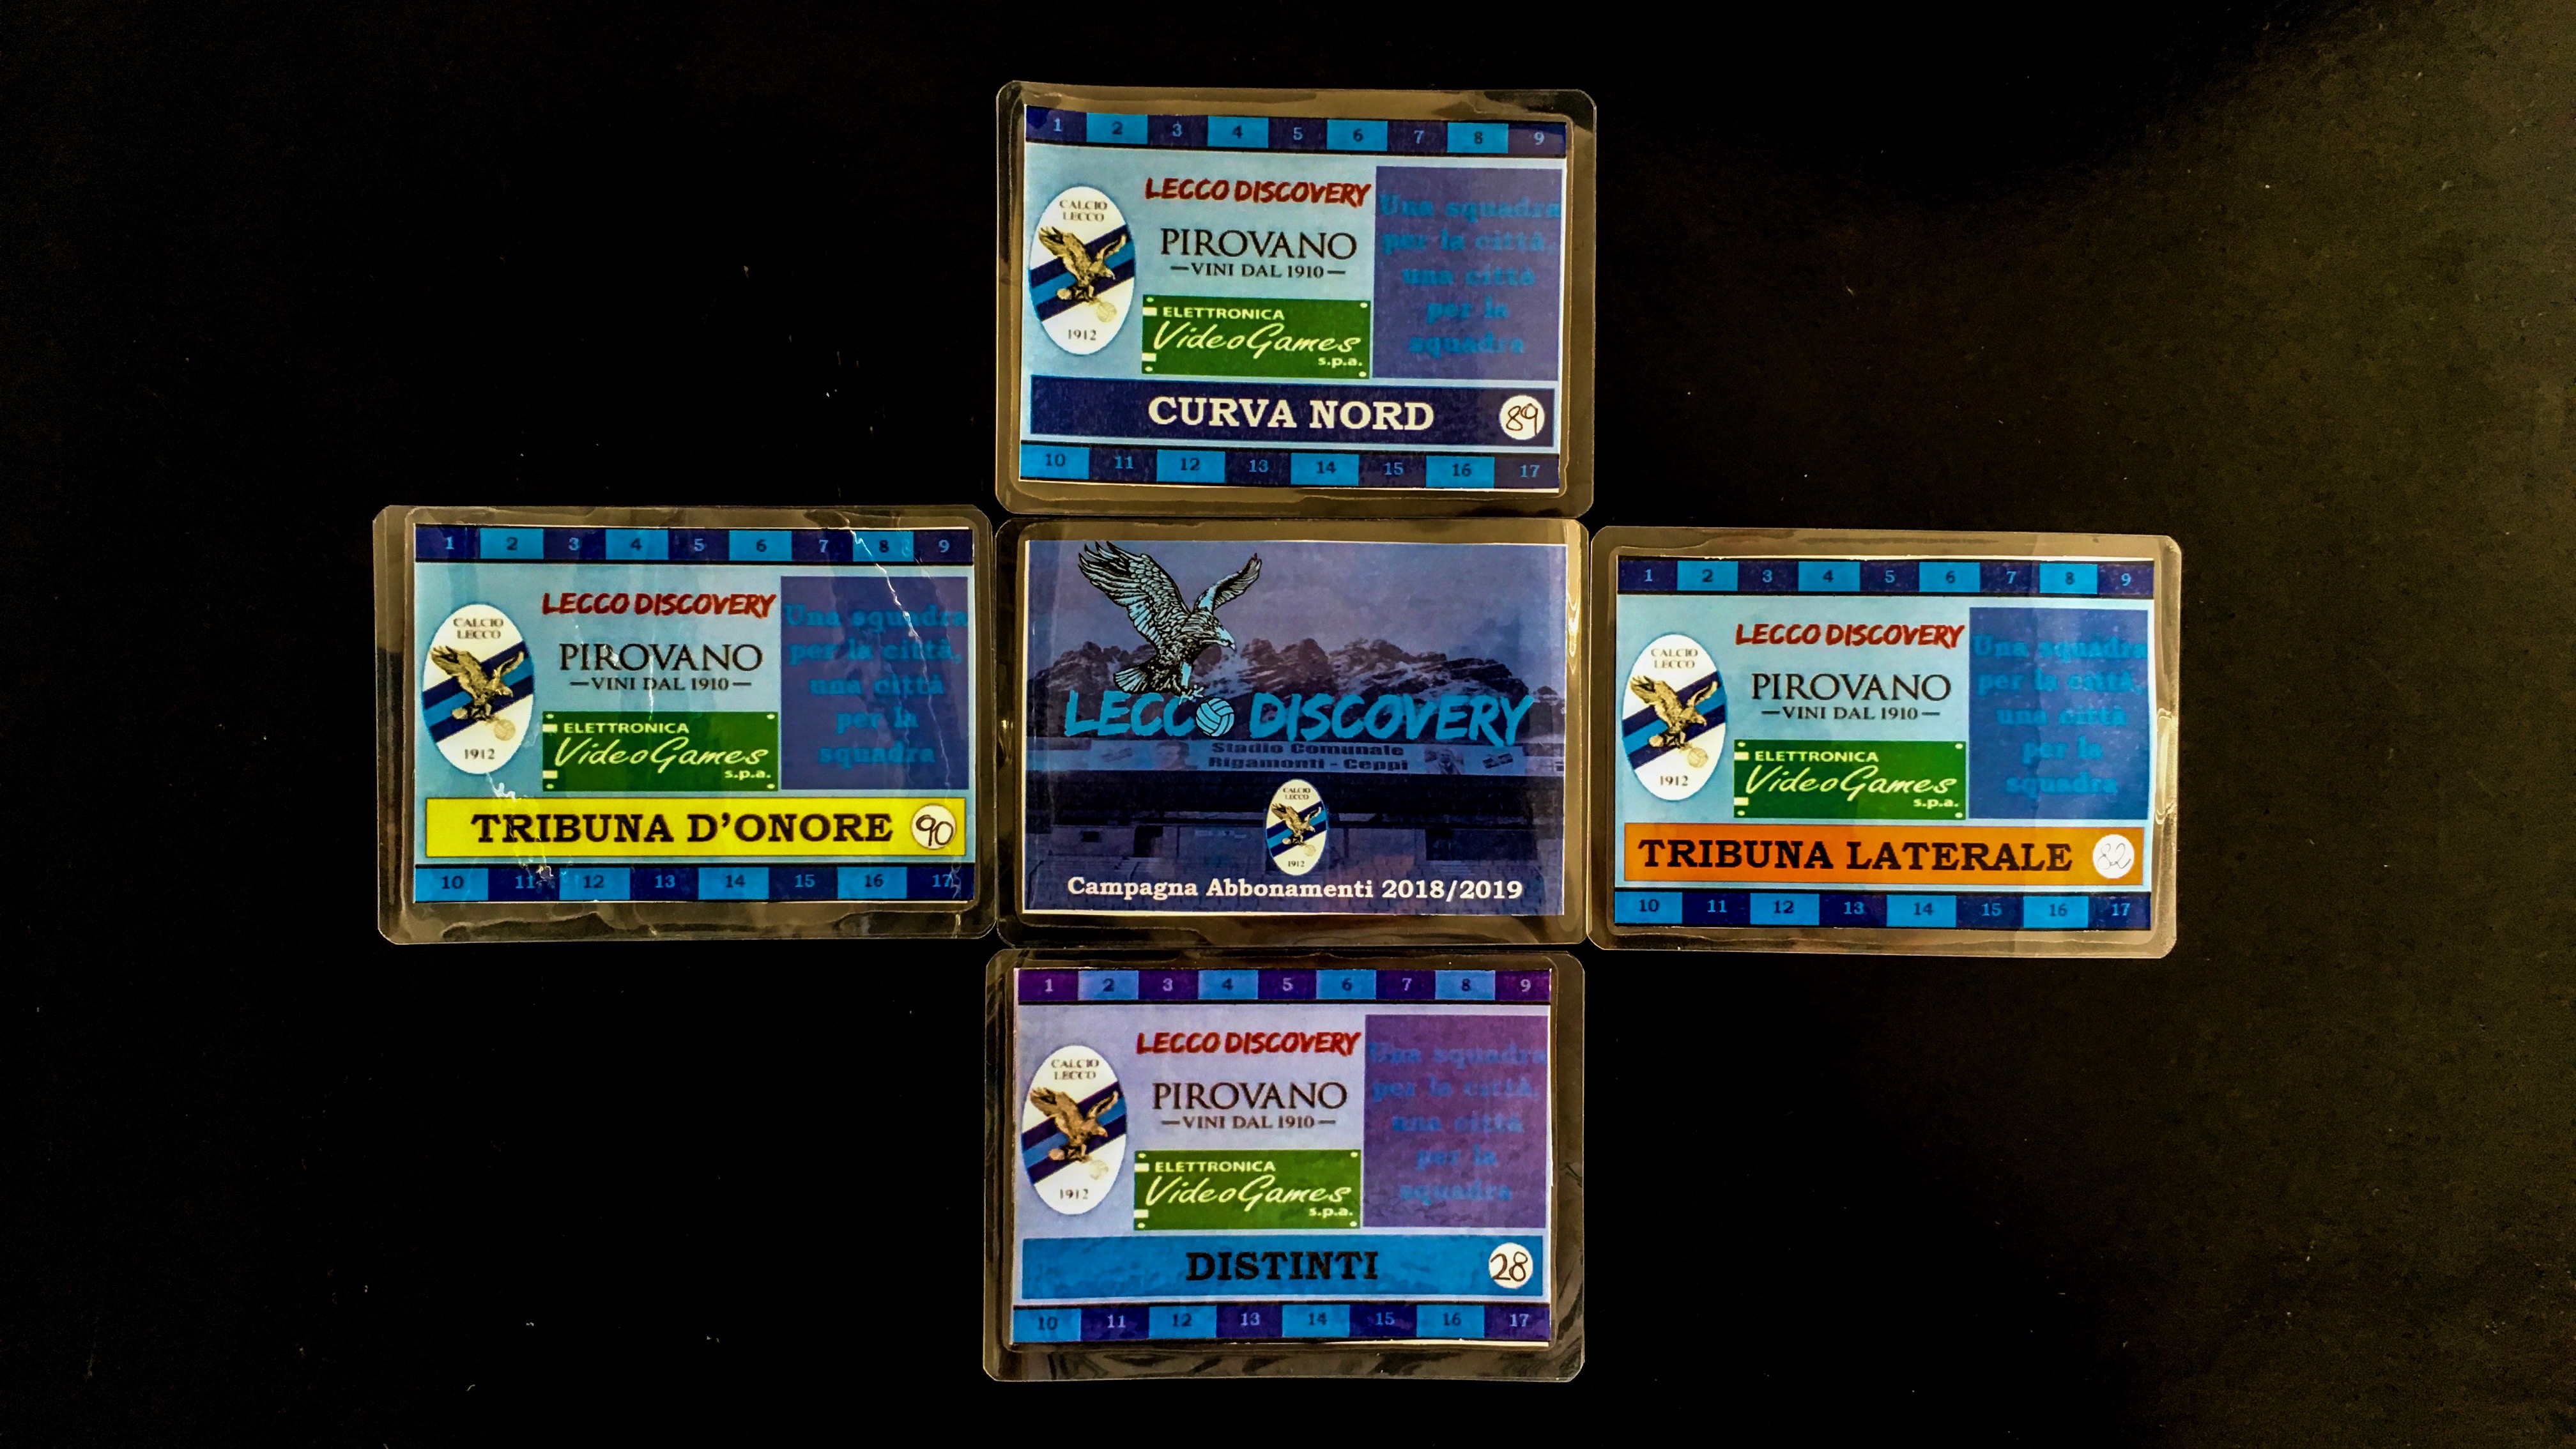 1 2 3 4 5 6 7 8 9
CALCIO
LECCO
1912
LECCO DISCOVERY
PIROVANO
—VINI DAL 1910—
ELETTRONICA
VideoGames
s.p.a.
Una squadra
per la città,
una città
per la
squadra
CURVA NORD 89
10 11 12 13 14 15 16 17
1 2 3 4 5 6 7 8 9
CALCIO
LECCO
1912
LECCO DISCOVERY
PIROVANO
—VINI DAL 1910—
ELETTRONICA
VideoGames
s.p.a.
Una squadra
per la città,
una città
per la
squadra
TRIBUNA D'ONORE 90
10 11 12 13 14 15 16 17
LECCO DISCOVERY
Stadio Comunale
Rigamonti - Ceppi
CALCIO
LECCO
1912
Campagna Abbonamenti 2018/2019
1 2 3 4 5 6 7 8 9
CALCIO
LECCO
1912
LECCO DISCOVERY
PIROVANO
—VINI DAL 1910—
ELETTRONICA
VideoGames
s.p.a.
Una squadra
per la città,
una città
per la
squadra
TRIBUNA LATERALE 82
10 11 12 13 14 15 16 17
1 2 3 4 5 6 7 8 9
CALCIO
LECCO
1912
LECCO DISCOVERY
PIROVANO
—VINI DAL 1910—
ELETTRONICA
VideoGames
s.p.a.
Una squadra
per la città,
una città
per la
squadra
DISTINTI 28
10 11 12 13 14 15 16 17